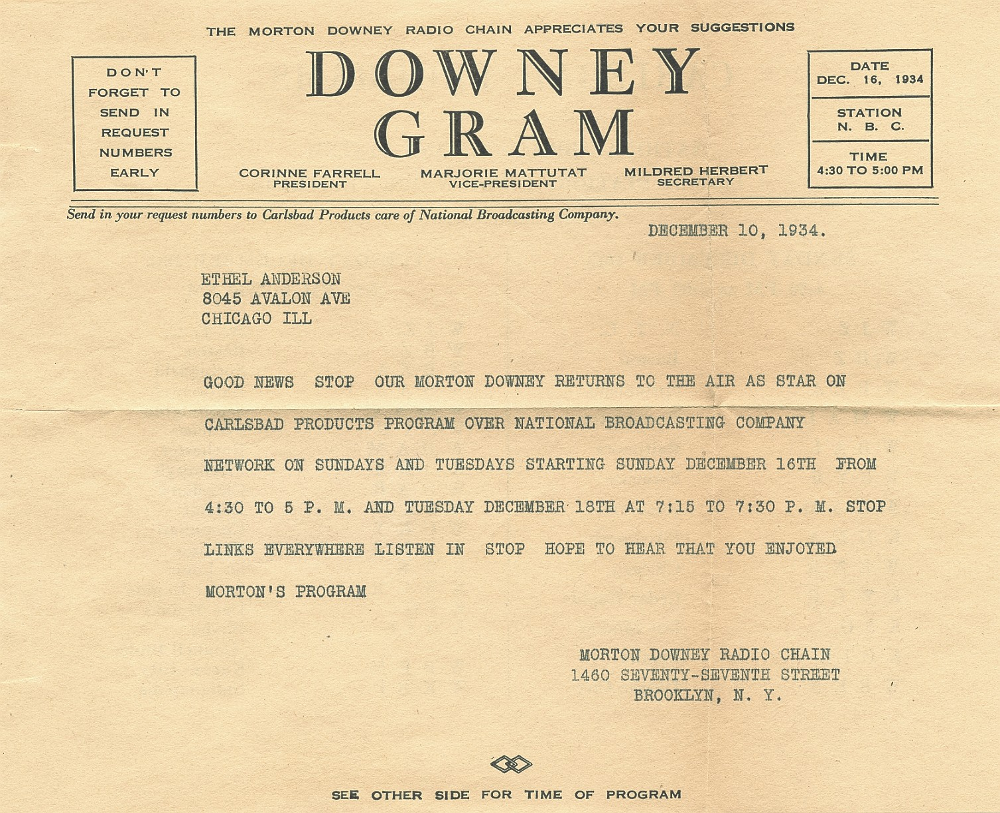 THE MORTON DOWNEY RADIO CHAIN APPRECIATES YOUR SUGGESTIONS
DON'T
FORGET TO
SEND IN
REQUEST
NUMBERS
EARLY
DOWNEY
GRAM
CORINNE FARRELL
PRESIDENT
MARJORIE MATTUTAT
VICE-PRESIDENT
MILDRED HERBERT
SECRETARY
DATE
DEC. 16, 1934
STATION
N. B. C.
TIME
4:30 TO 5:00 PM
Send in your request numbers to Carlsbad Products care of National Broadcasting Company.
DECEMBER 10, 1934.
ETHEL ANDERSON
8045 AVALON AVE
CHICAGO ILL
GOOD NEWS STOP OUR MORTON DOWNEY RETURNS TO THE AIR AS STAR ON
CARLSBAD PRODUCTS PROGRAM OVER NATIONAL BROADCASTING COMPANY
NETWORK ON SUNDAYS AND TUESDAYS STARTING SUNDAY DECEMBER 16TH FROM
4:30 TO 5 P. M. AND TUESDAY DECEMBER 18TH AT 7:15 TO 7:30 P. M. STOP
LINKS EVERYWHERE LISTEN IN STOP HOPE TO HEAR THAT YOU ENJOYED
MORTON'S PROGRAM
MORTON DOWNEY RADIO CHAIN
1460 SEVENTY-SEVENTH STREET
BROOKLYN, N. Y.
SEE OTHER SIDE FOR TIME OF PROGRAM